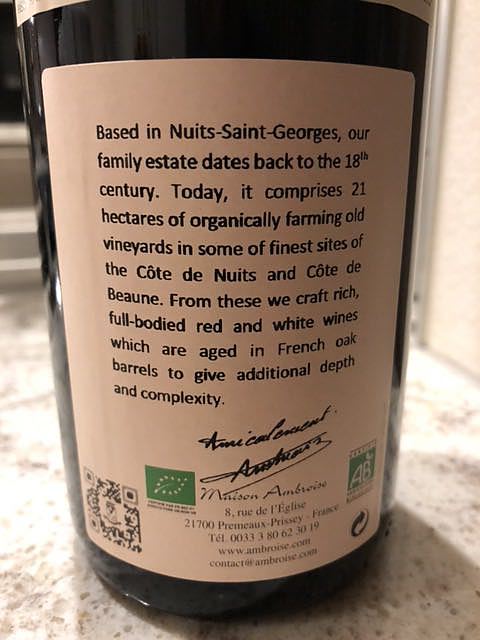 Based in Nuits-Saint-Georges, our
family estate dates back to the 18th
century. Today, it comprises 21
hectares of organically farming old
vineyards in some of finest sites of
the Côte de Nuits and Côte de
Beaune. From these we craft rich,
full-bodied red and white wines
which are aged in French oak
barrels to give additional depth
and complexity.
Amicalement.
Maison Ambroise
8, rue de l'Église
21700 Premeaux-Prissey - France
Tél. 0033 3 80 62 30 19
www.ambroise.com
contact@ambroise.com
AB